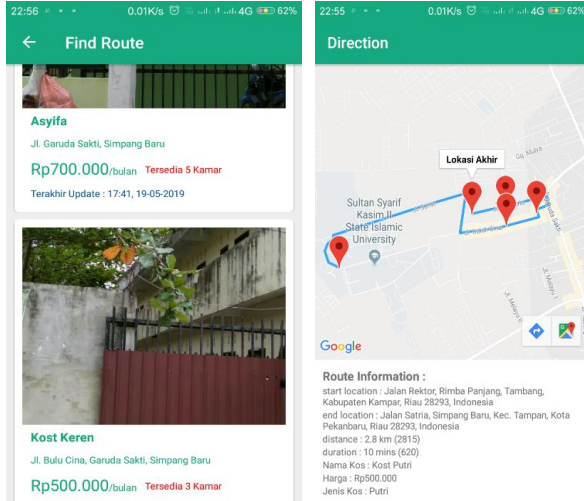 22:56 0.01K/s 4G 62%
Find Route
Asyifa
Jl. Garuda Sakti, Simpang Baru
Rp700.000/bulan Tersedia 5 Kamar
Terakhir Update : 17:41, 19-05-2019
Kost Keren
Jl. Bulu Cina, Garuda Sakti, Simpang Baru
Rp500.000/bulan Tersedia 3 Kamar
22:55 0.01K/s 4G 62%
Direction
Lokasi Akhir
Gg. Mulya
Sultan Syarif
Kasim II
State Islamic
University
Jl. Melayu 1
Google
Route Information :
start location : Jalan Rektor, Rimba Panjang, Tambang,
Kabupaten Kampar, Riau 28293, Indonesia
end location : Jalan Satria, Simpang Baru, Kec. Tampan, Kota
Pekanbaru, Riau 28293, Indonesia
distance : 2.8 km (2815)
duration : 10 mins (620)
Nama Kos : Kost Putri
Harga : Rp500.000
Jenis Kos : Putri